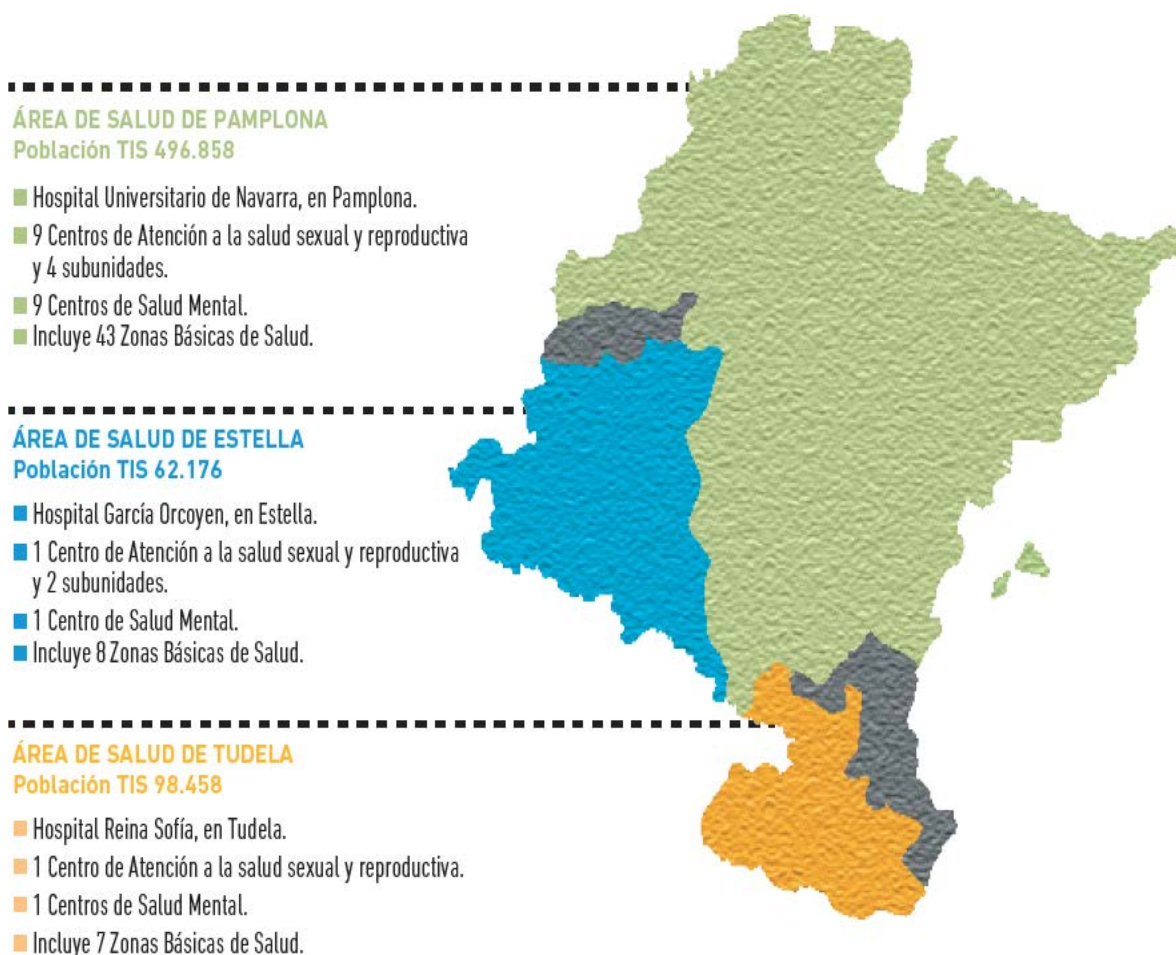 ÁREA DE SALUD DE PAMPLONA
Población TIS 496.858
Hospital Universitario de Navarra, en Pamplona.
9 Centros de Atención a la salud sexual y reproductiva
y 4 subunidades.
9 Centros de Salud Mental.
Incluye 43 Zonas Básicas de Salud.
ÁREA DE SALUD DE ESTELLA
Población TIS 62.176
Hospital García Orcoyen, en Estella.
1 Centro de Atención a la salud sexual y reproductiva
y 2 subunidades.
1 Centro de Salud Mental.
Incluye 8 Zonas Básicas de Salud.
ÁREA DE SALUD DE TUDELA
Población TIS 98.458
Hospital Reina Sofía, en Tudela.
1 Centro de Atención a la salud sexual y reproductiva.
1 Centros de Salud Mental.
Incluye 7 Zonas Básicas de Salud.